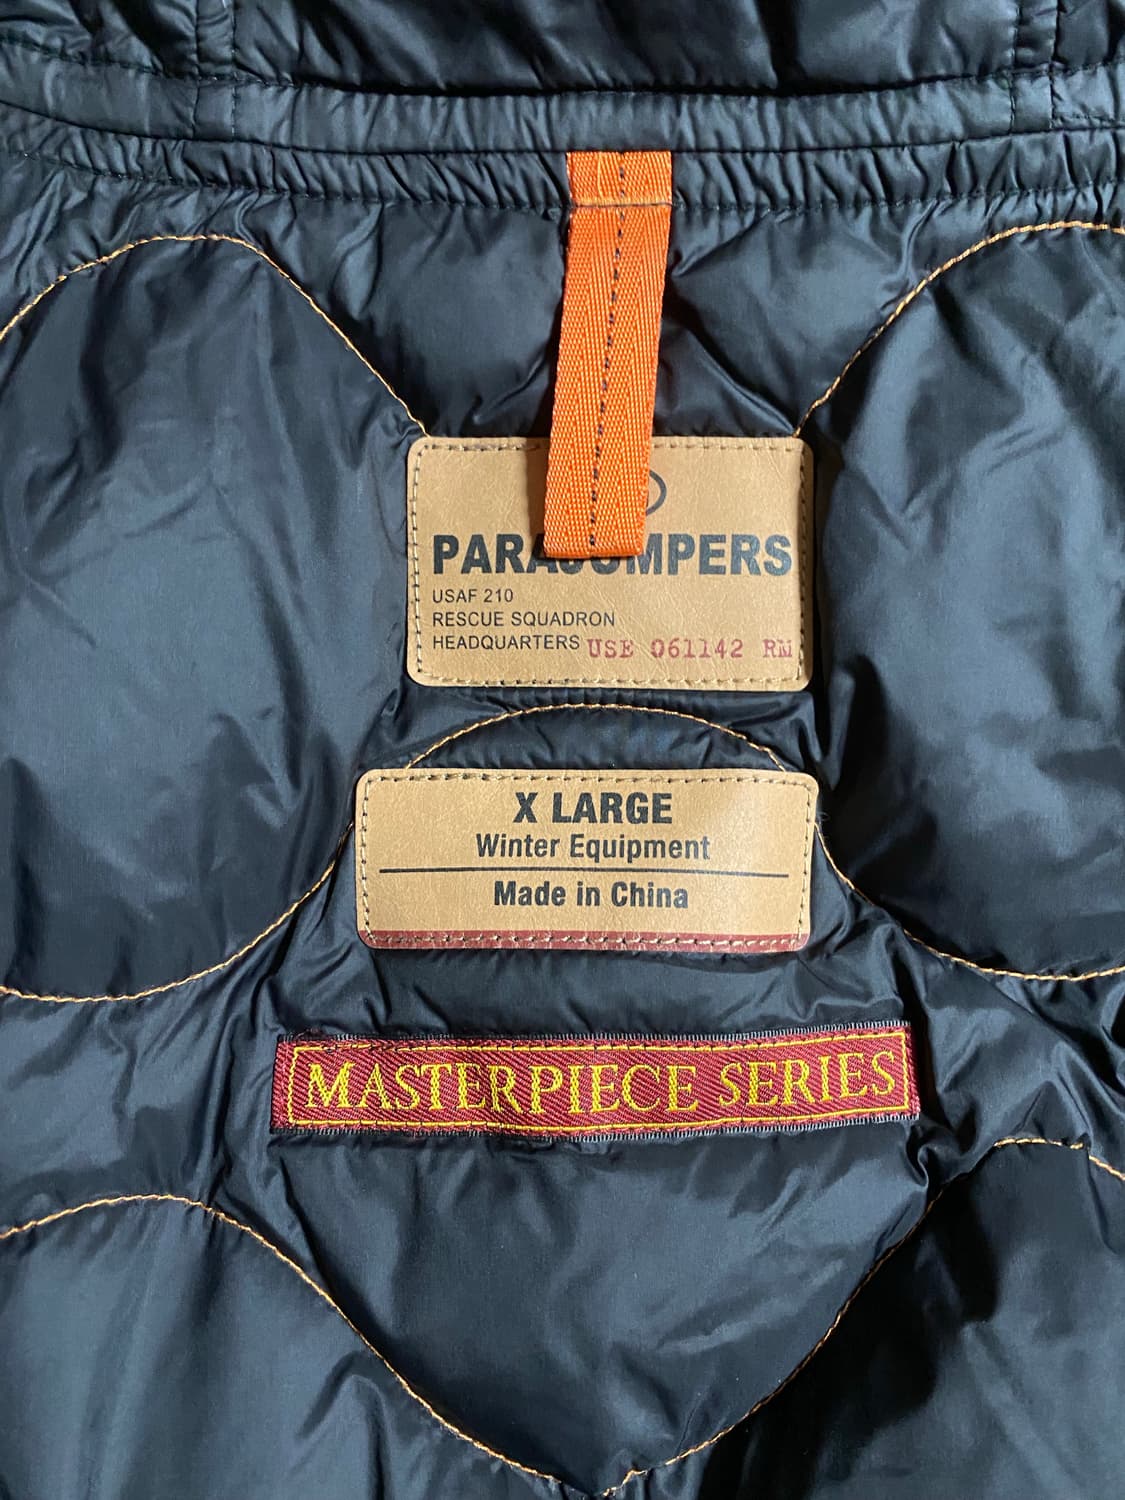 PARAJUMPERS
USAF 210
RESCUE SQUADRON
HEADQUARTERS USE 061142 RM
X LARGE
Winter Equipment
Made in China
MASTERPIECE SERIES